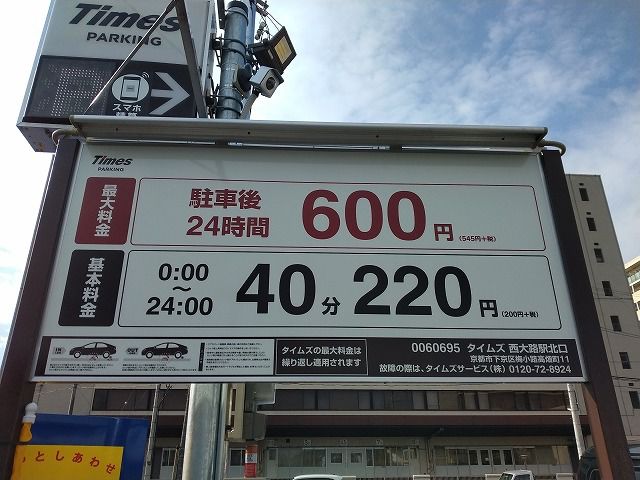 Times
PARKING
スマホ
Times
PARKING
最大料金
駐車後
24時間
600円
(545円+税)
基本料金
0:00
〜
24:00
40分 220円
(200円+税)
タイムズの最大料金は
繰り返し適用されます
0060695 タイムズ 西大路駅北口
京都市下京区梅小路高畑町11
故障の際は、タイムズサービス(株) 0120-72-8924
っとしあわせ